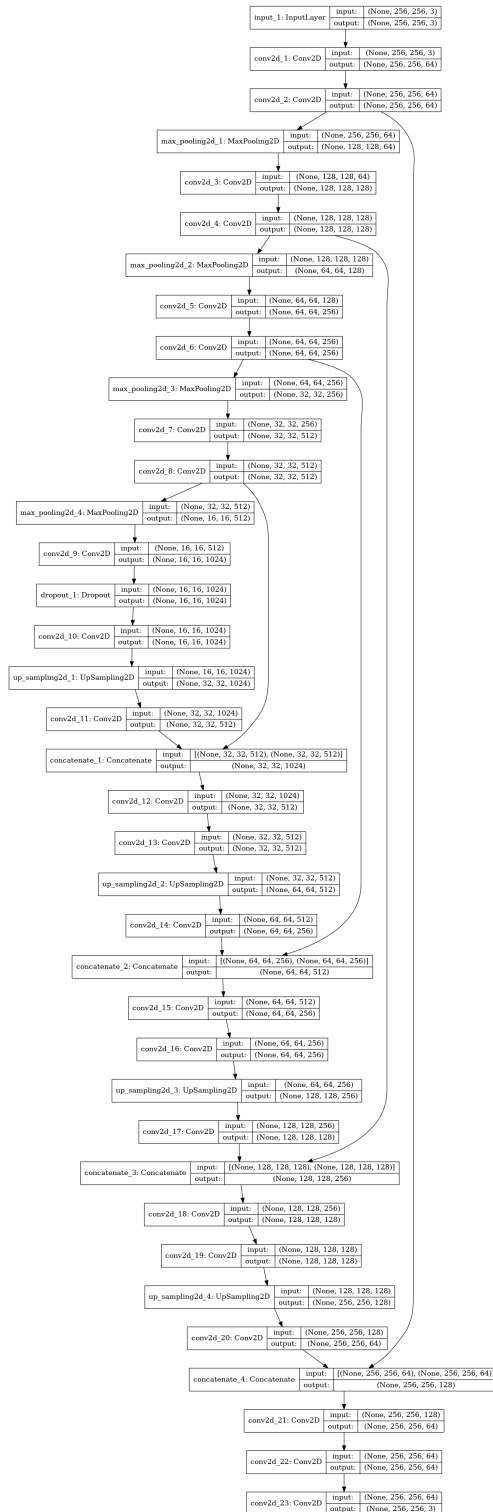 input_1: InputLayer input: (None, 256, 256, 3)
output: (None, 256, 256, 3)
conv2d_1: Conv2D input: (None, 256, 256, 3)
output: (None, 256, 256, 64)
conv2d_2: Conv2D input: (None, 256, 256, 64)
output: (None, 256, 256, 64)
max_pooling2d_1: MaxPooling2D input: (None, 256, 256, 64)
output: (None, 128, 128, 64)
conv2d_3: Conv2D input: (None, 128, 128, 64)
output: (None, 128, 128, 128)
conv2d_4: Conv2D input: (None, 128, 128, 128)
output: (None, 128, 128, 128)
max_pooling2d_2: MaxPooling2D input: (None, 128, 128, 128)
output: (None, 64, 64, 128)
conv2d_5: Conv2D input: (None, 64, 64, 128)
output: (None, 64, 64, 256)
conv2d_6: Conv2D input: (None, 64, 64, 256)
output: (None, 64, 64, 256)
max_pooling2d_3: MaxPooling2D input: (None, 64, 64, 256)
output: (None, 32, 32, 256)
conv2d_7: Conv2D input: (None, 32, 32, 256)
output: (None, 32, 32, 512)
conv2d_8: Conv2D input: (None, 32, 32, 512)
output: (None, 32, 32, 512)
max_pooling2d_4: MaxPooling2D input: (None, 32, 32, 512)
output: (None, 16, 16, 512)
conv2d_9: Conv2D input: (None, 16, 16, 512)
output: (None, 16, 16, 1024)
dropout_1: Dropout input: (None, 16, 16, 1024)
output: (None, 16, 16, 1024)
conv2d_10: Conv2D input: (None, 16, 16, 1024)
output: (None, 16, 16, 1024)
up_sampling2d_1: UpSampling2D input: (None, 16, 16, 1024)
output: (None, 32, 32, 1024)
conv2d_11: Conv2D input: (None, 32, 32, 1024)
output: (None, 32, 32, 512)
concatenate_1: Concatenate input: [(None, 32, 32, 512), (None, 32, 32, 512)]
output: (None, 32, 32, 1024)
conv2d_12: Conv2D input: (None, 32, 32, 1024)
output: (None, 32, 32, 512)
conv2d_13: Conv2D input: (None, 32, 32, 512)
output: (None, 32, 32, 512)
up_sampling2d_2: UpSampling2D input: (None, 32, 32, 512)
output: (None, 64, 64, 512)
conv2d_14: Conv2D input: (None, 64, 64, 512)
output: (None, 64, 64, 256)
concatenate_2: Concatenate input: [(None, 64, 64, 256), (None, 64, 64, 256)]
output: (None, 64, 64, 512)
conv2d_15: Conv2D input: (None, 64, 64, 512)
output: (None, 64, 64, 256)
conv2d_16: Conv2D input: (None, 64, 64, 256)
output: (None, 64, 64, 256)
up_sampling2d_3: UpSampling2D input: (None, 64, 64, 256)
output: (None, 128, 128, 256)
conv2d_17: Conv2D input: (None, 128, 128, 256)
output: (None, 128, 128, 128)
concatenate_3: Concatenate input: [(None, 128, 128, 128), (None, 128, 128, 128)]
output: (None, 128, 128, 256)
conv2d_18: Conv2D input: (None, 128, 128, 256)
output: (None, 128, 128, 128)
conv2d_19: Conv2D input: (None, 128, 128, 128)
output: (None, 128, 128, 128)
up_sampling2d_4: UpSampling2D input: (None, 128, 128, 128)
output: (None, 256, 256, 128)
conv2d_20: Conv2D input: (None, 256, 256, 128)
output: (None, 256, 256, 64)
concatenate_4: Concatenate input: [(None, 256, 256, 64), (None, 256, 256, 64)]
output: (None, 256, 256, 128)
conv2d_21: Conv2D input: (None, 256, 256, 128)
output: (None, 256, 256, 64)
conv2d_22: Conv2D input: (None, 256, 256, 64)
output: (None, 256, 256, 64)
conv2d_23: Conv2D input: (None, 256, 256, 64)
output: (None, 256, 256, 3)